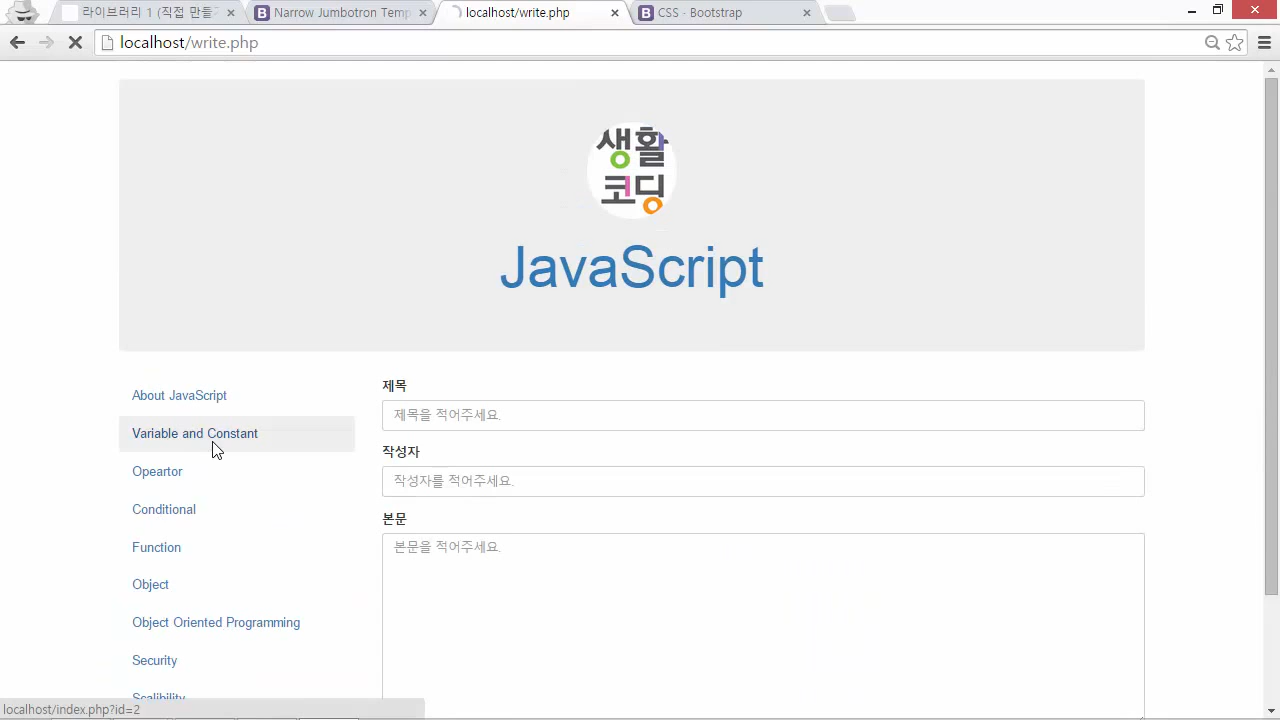 라이브러리 1 (직접 만들
Narrow Jumbotron Temp
localhost/write.php
CSS · Bootstrap
localhost/write.php
생활
코딩
JavaScript
About JavaScript
Variable and Constant
Opeartor
Conditional
Function
Object
Object Oriented Programming
Security
Scalibility
제목
제목을 적어주세요.
작성자
작성자를 적어주세요.
본문
본문을 적어주세요.
localhost/index.php?id=2